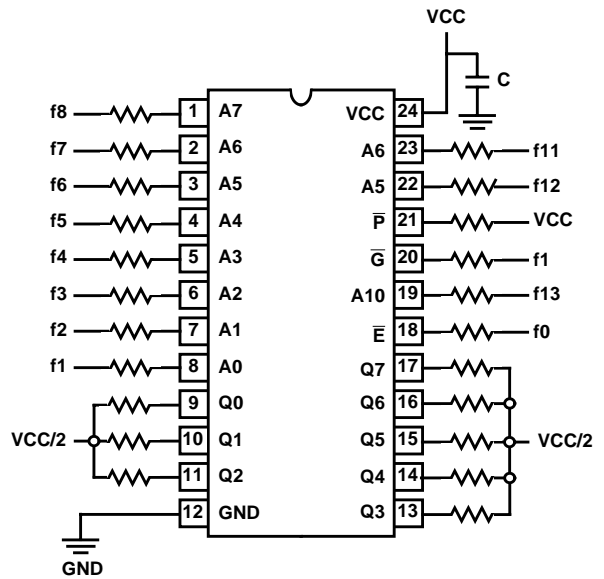 VCC
C
f8 1 A7 VCC 24
f7 2 A6 A6 23 f11
f6 3 A5 A5 22 f12
f5 4 A4 P̅ 21 VCC
f4 5 A3 G̅ 20 f1
f3 6 A2 A10 19 f13
f2 7 A1 E̅ 18 f0
f1 8 A0 Q7 17
9 Q0 Q6 16
VCC/2 10 Q1 Q5 15 VCC/2
11 Q2 Q4 14
12 GND Q3 13
GND